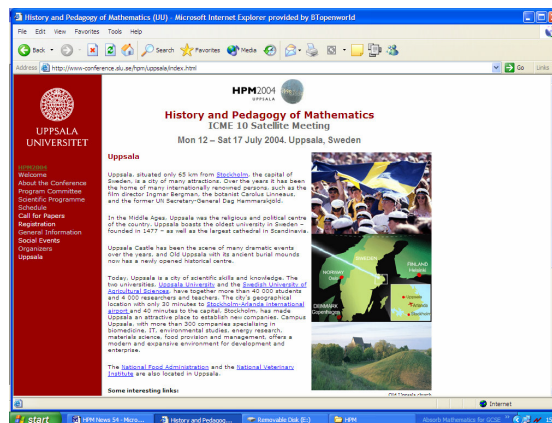 History and Pedagogy of Mathematics (UU) - Microsoft Internet Explorer provided by BTopenworld
File Edit View Favorites Tools Help
Back Search Favorites Media
Address http://www-conference.slu.se/hpm/uppsala/index.html Go Links
HPM2004
UPPSALA
History and Pedagogy of Mathematics
ICME 10 Satellite Meeting
Mon 12 – Sat 17 July 2004. Uppsala, Sweden
UPPSALA
UNIVERSITET
HPM2004
Welcome
About the Conference
Program Committee
Scientific Programme
Schedule
Call for Papers
Registration
General Information
Social Events
Organizers
Uppsala
Uppsala
Uppsala, situated only 65 km from Stockholm, the capital of
Sweden, is a city of many attractions. Over the years it has been
the home of many internationally renowned persons, such as the
film director Ingmar Bergman, the botanist Carolus Linneaus,
and the former UN Secretary-General Dag Hammarskjöld.
In the Middle Ages, Uppsala was the religious and political centre
of the country. Uppsala boasts the oldest university in Sweden –
founded in 1477 – as well as the largest cathedral in Scandinavia.
Uppsala Castle has been the scene of many dramatic events
over the years, and Old Uppsala with its ancient burial mounds
now has a newly opened historical centre.
Today, Uppsala is a city of scientific skills and knowledge. The
two universities, Uppsala University and the Swedish University of
Agricultural Sciences, have together more than 40 000 students
and 4 000 researchers and teachers. The city's geographical
location with only 30 minutes to Stockholm-Arlanda international
airport and 40 minutes to the capital, Stockholm, has made
Uppsala an attractive place to establish new companies. Campus
Uppsala, with more than 300 companies specialising in
biomedicine, IT, environmental studies, energy research,
materials science, food provision and management, offers a
modern and expansive environment for development and
enterprise.
The National Food Administration and the National Veterinary
Institute are also located in Uppsala.
Some interesting links:
NORWAY
Oslo
FINLAND
Helsinki
Uppsala
Arlanda
Stockholm
DENMARK
Copenhagen
Old Uppsala church
Internet
start HPM News 54 - Micro... History and Pedagog... Removable Disk (E:) HPM Absorb Mathematics for GCSE